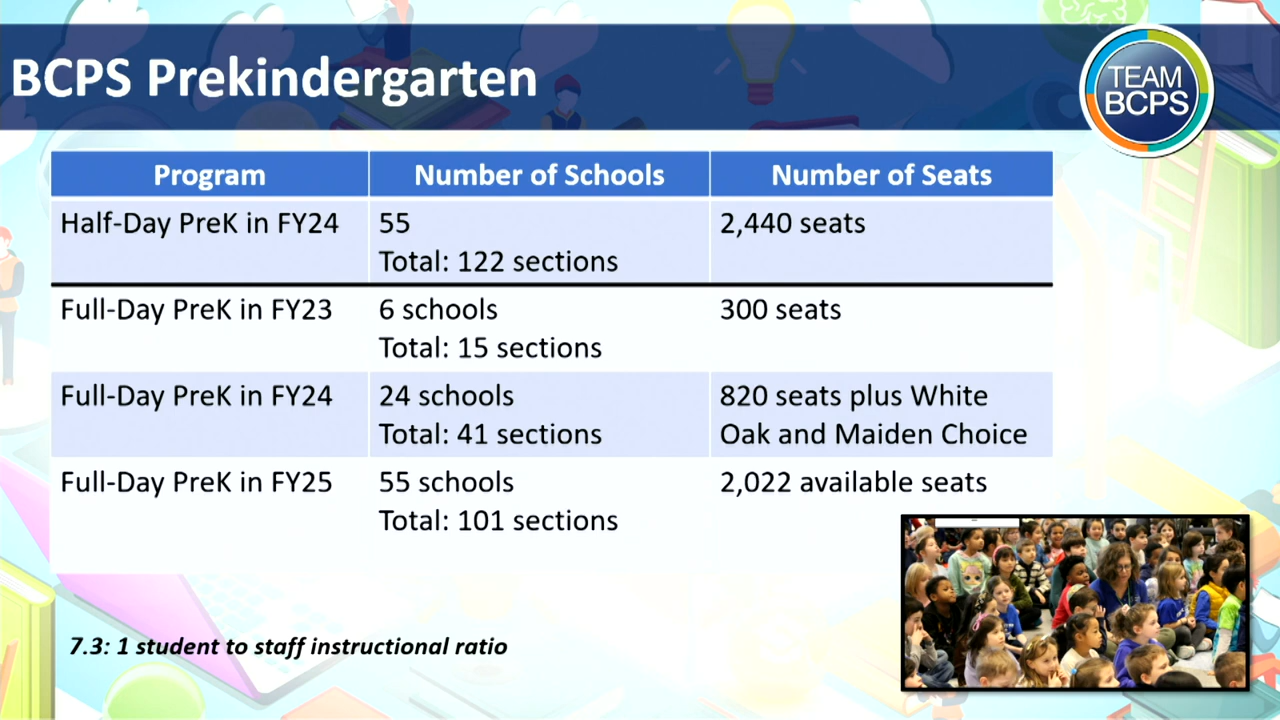 BCPS Prekindergarten
TEAM
BCPS
Program Number of Schools Number of Seats
Half-Day PreK in FY24 55 2,440 seats
Total: 122 sections
Full-Day PreK in FY23 6 schools 300 seats
Total: 15 sections
Full-Day PreK in FY24 24 schools 820 seats plus White
Total: 41 sections Oak and Maiden Choice
Full-Day PreK in FY25 55 schools 2,022 available seats
Total: 101 sections
7.3: 1 student to staff instructional ratio